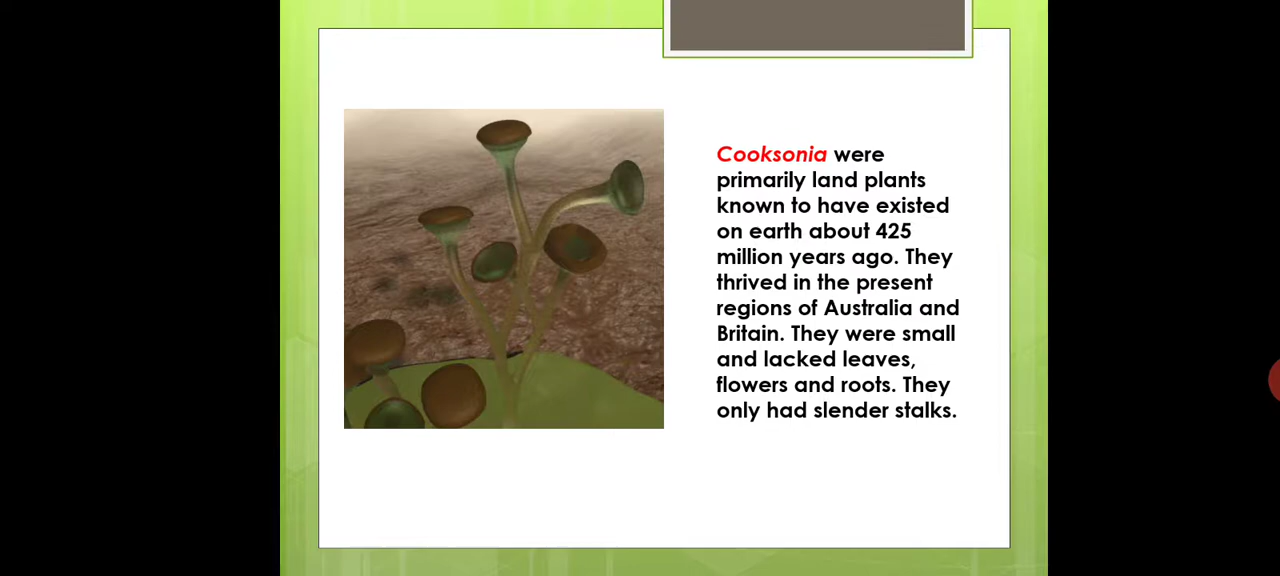 Cooksonia were
primarily land plants
known to have existed
on earth about 425
million years ago. They
thrived in the present
regions of Australia and
Britain. They were small
and lacked leaves,
flowers and roots. They
only had slender stalks.